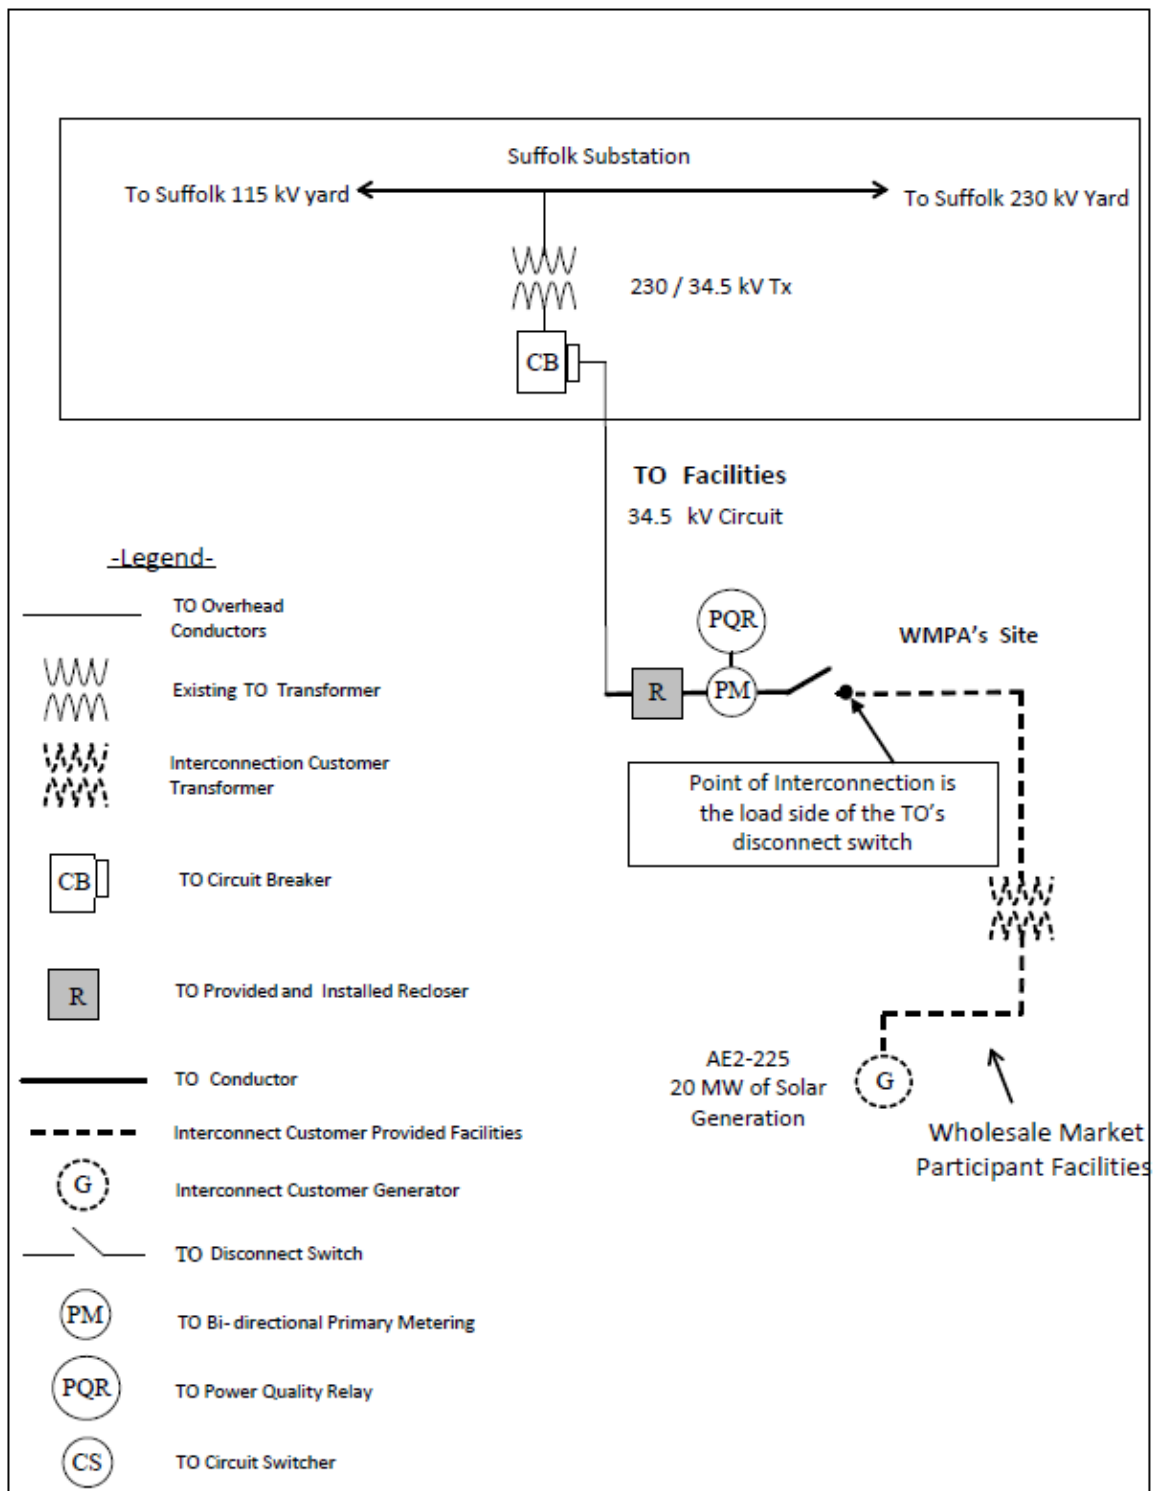 Suffolk Substation
To Suffolk 115 kV yard
To Suffolk 230 kV Yard
230 / 34.5 kV Tx
CB
TO Facilities
34.5 kV Circuit
PQR
WMPA's Site
R
PM
Point of Interconnection is
the load side of the TO's
disconnect switch
AE2-225
20 MW of Solar
Generation
G
Wholesale Market
Participant Facilities
-Legend-
TO Overhead
Conductors
Existing TO Transformer
Interconnection Customer
Transformer
CB
TO Circuit Breaker
R
TO Provided and Installed Recloser
TO Conductor
Interconnect Customer Provided Facilities
G
Interconnect Customer Generator
TO Disconnect Switch
PM
TO Bi-directional Primary Metering
PQR
TO Power Quality Relay
CS
TO Circuit Switcher